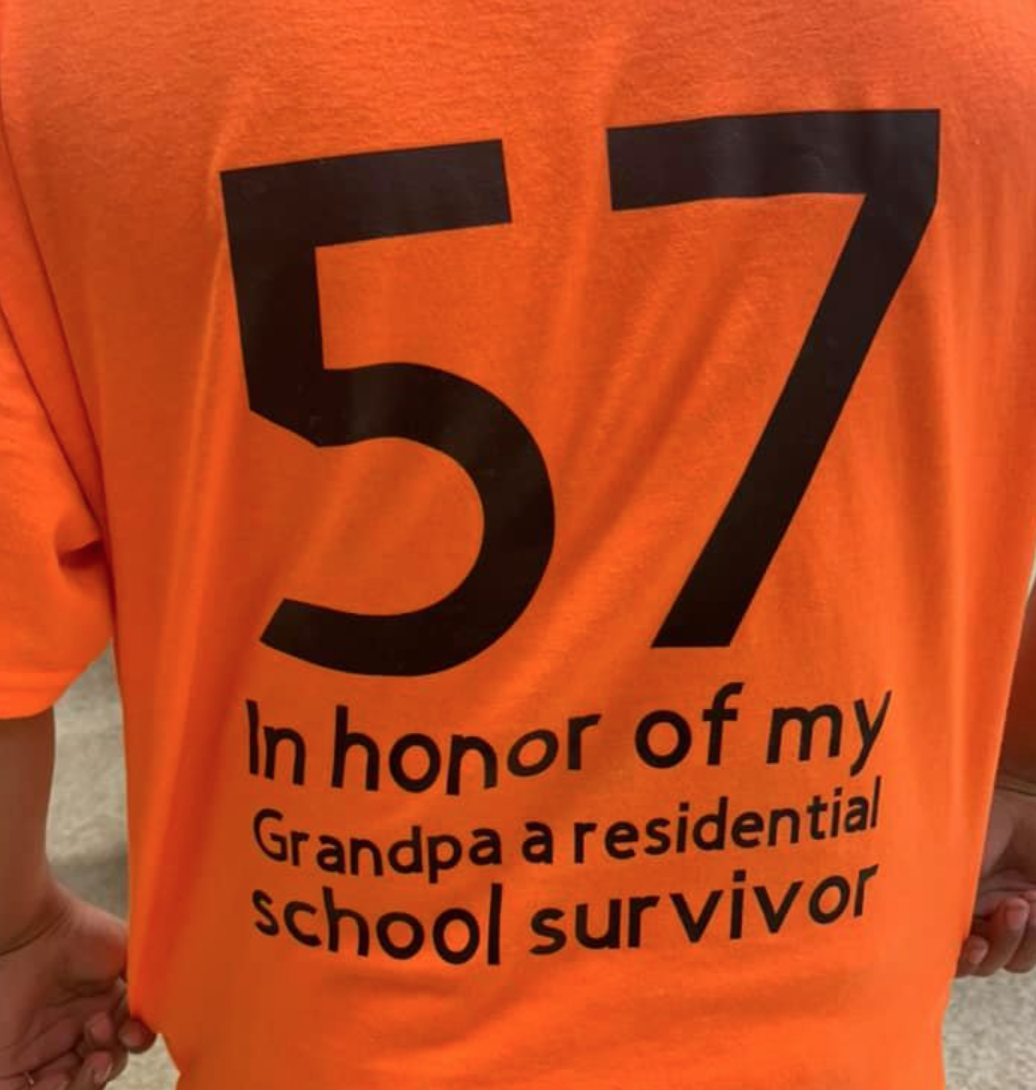 57
In honor of my
Grandpa a residential
school survivor